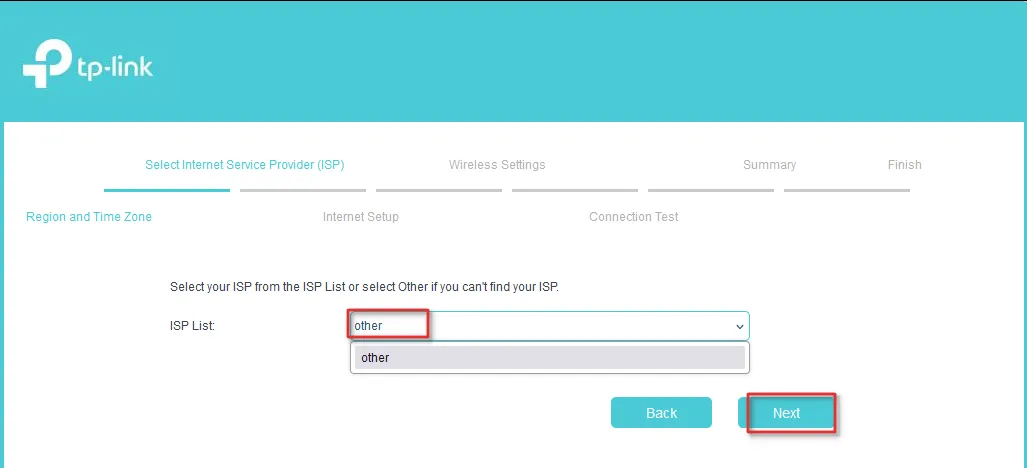 tp-link
Select Internet Service Provider (ISP) Wireless Settings Summary Finish
Region and Time Zone Internet Setup Connection Test
Select your ISP from the ISP List or select Other if you can't find your ISP.
ISP List: other
other
Back Next